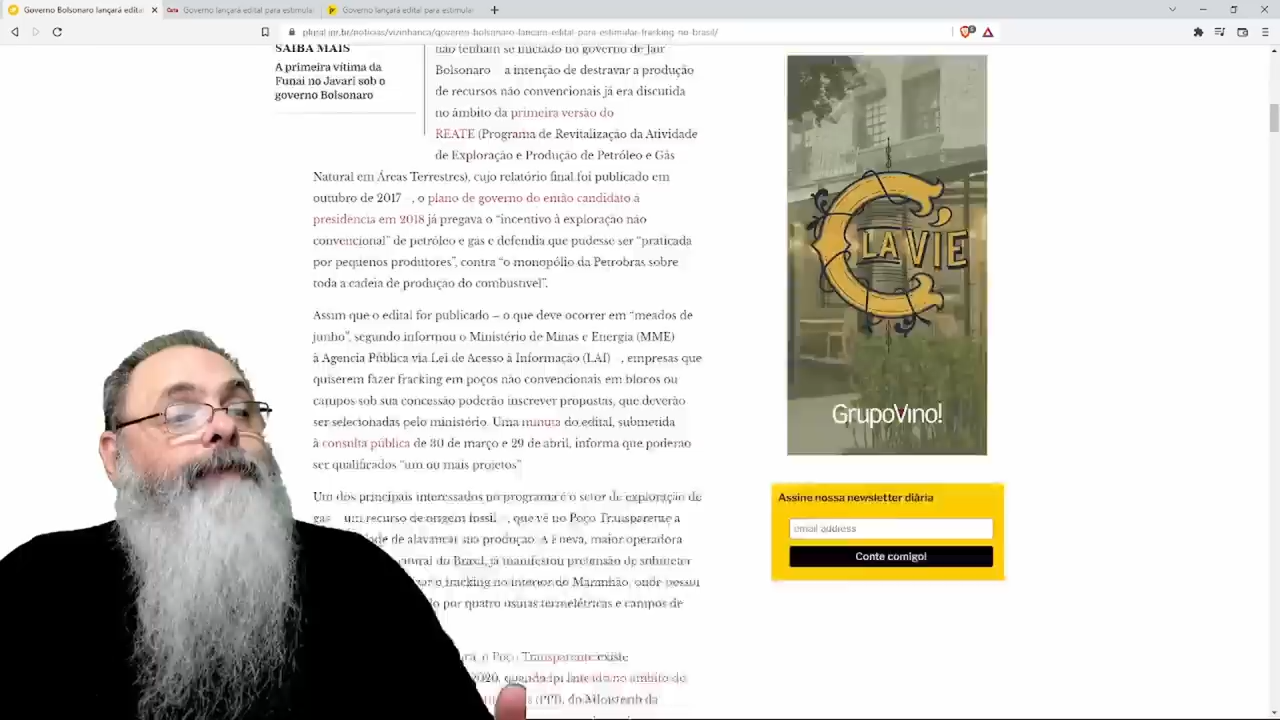 Governo Bolsonaro lançará edital
Governo lançará edital para estimular
Governo lançará edital para estimular
plural.jor.br/noticias/vizinhanca/governo-bolsonaro-lancara-edital-para-estimular-fracking-no-brasil/
SAIBA MAIS
A primeira vítima da
Funai no Javari sob o
governo Bolsonaro
não tenham se iniciado no governo de Jair
Bolsonaro a intenção de destravar a produção
de recursos não convencionais já era discutida
no âmbito da primeira versão do
REATE (Programa de Revitalização da Atividade
de Exploração e Produção de Petróleo e Gás
Natural em Áreas Terrestres), cujo relatório final foi publicado em
outubro de 2017 , o plano de governo do então candidato à
presidência em 2018 já pregava o “incentivo à exploração não
convencional” de petróleo e gás e defendia que pudesse ser “praticada
por pequenos produtores”, contra “o monopólio da Petrobras sobre
toda a cadeia de produção do combustível”.
Assim que o edital for publicado – o que deve ocorrer em “meados de
junho”, segundo informou o Ministério de Minas e Energia (MME)
à Agência Pública via Lei de Acesso à Informação (LAI) , empresas que
quiserem fazer fracking em poços não convencionais em blocos ou
campos sob sua concessão poderão inscrever propostas, que deverão
ser selecionadas pelo ministério. Uma minuta do edital, submetida
à consulta pública de 30 de março e 29 de abril, informa que poderão
ser qualificados “um ou mais projetos”
Um dos principais interessados no programa é o setor de exploração de
gás um recurso de origem fóssil , que vê no Poço Transparente a
de alavancar sua produção. A Eneva, maior operadora
do Brasil, já manifestou pretensão de submeter
o fracking no interior do Maranhão, onde possui
por quatro usinas termelétricas e campos de
o Poço Transparente existe
2020, quando foi lançado no âmbito do
(PPI), do Ministério da
C LA VIE
GrupoVino!
Assine nossa newsletter diária
email address
Conte comigo!